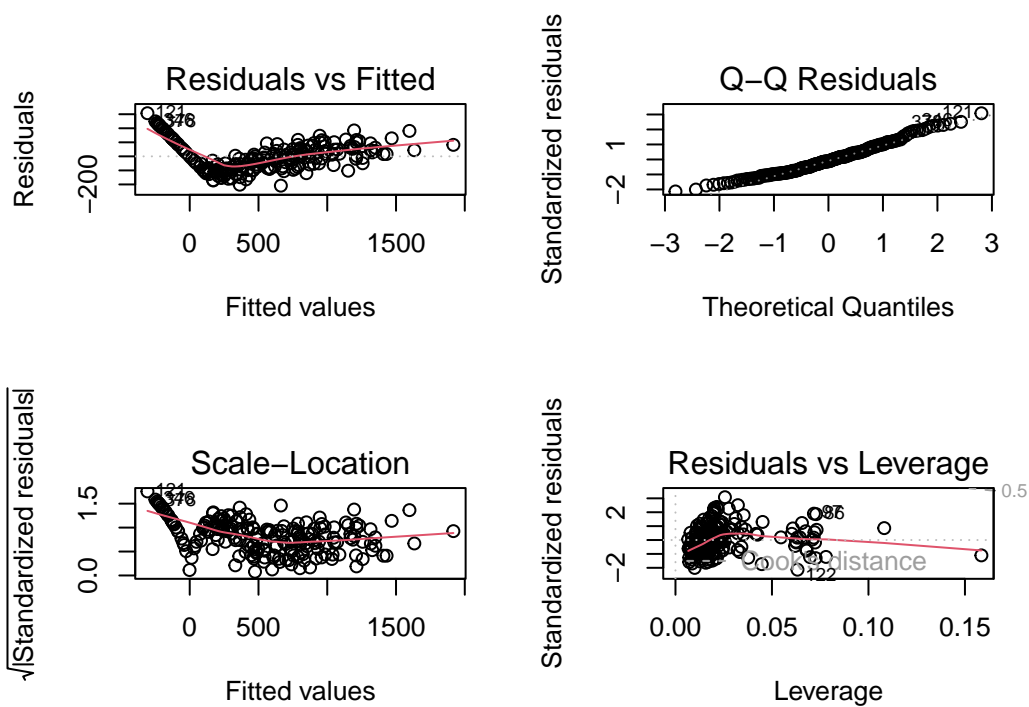 Residuals vs Fitted
Residuals
−200
0 500 1500
Fitted values
121
Q−Q Residuals
Standardized residuals
−2 1
−3 −2 −1 0 1 2 3
Theoretical Quantiles
121
Scale−Location
√|Standardized residuals|
0.0 1.5
0 500 1500
Fitted values
Residuals vs Leverage
Standardized residuals
−2 2
0.00 0.05 0.10 0.15
Leverage
Cook's distance
0.5
122